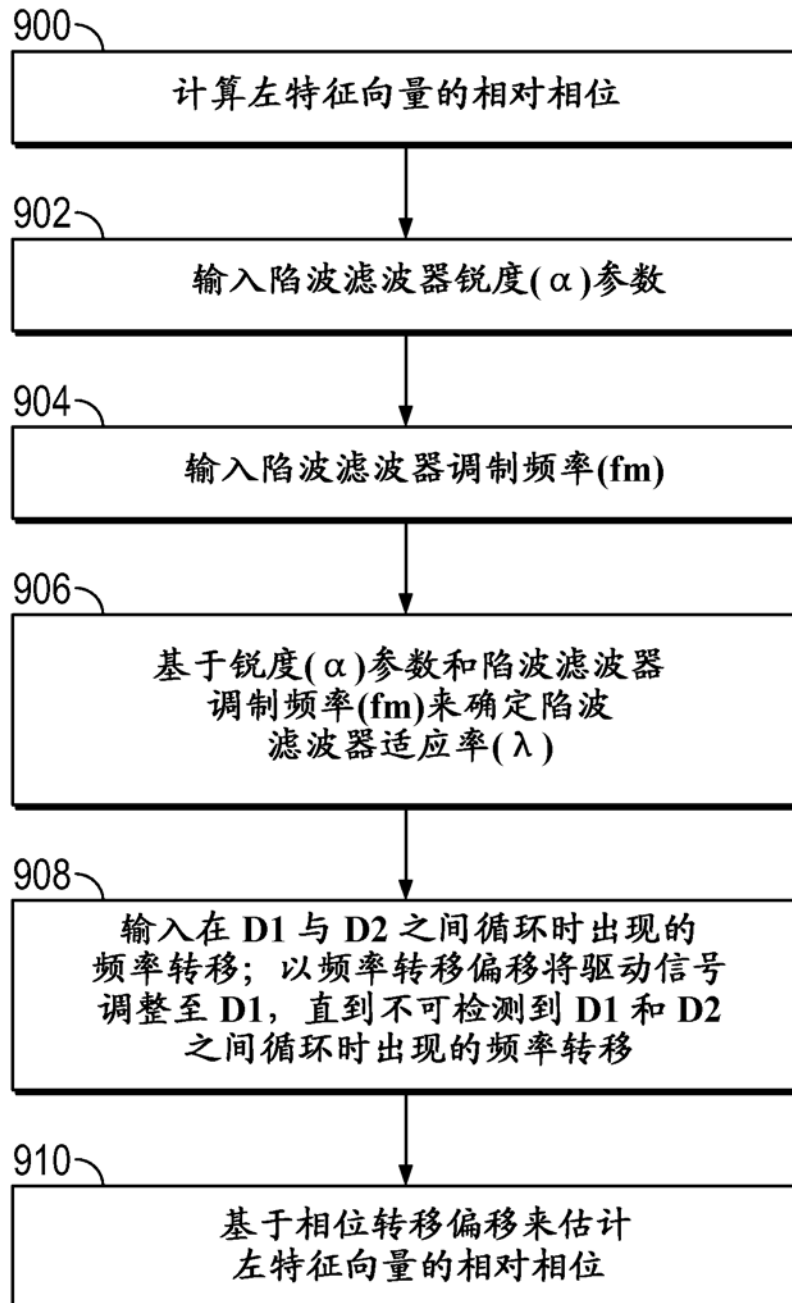 900
计算左特征向量的相对相位
902
输入陷波滤波器锐度(α)参数
904
输入陷波滤波器调制频率(fm)
906
基于锐度(α)参数和陷波滤波器
调制频率(fm)来确定陷波
滤波器适应率(λ)
908
输入在 D1 与 D2 之间循环时出现的
频率转移；以频率转移偏移将驱动信号
调整至 D1，直到不可检测到 D1 和 D2
之间循环时出现的频率转移
910
基于相位转移偏移来估计
左特征向量的相对相位